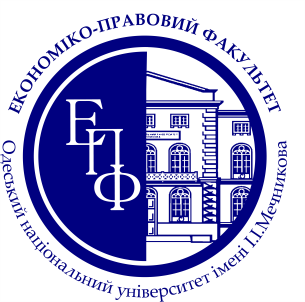 ЕКОНОМІКО-ПРАВОВИЙ ФАКУЛЬТЕТ
ЕПФ
Одеський національний університет імені І.І.Мечникова